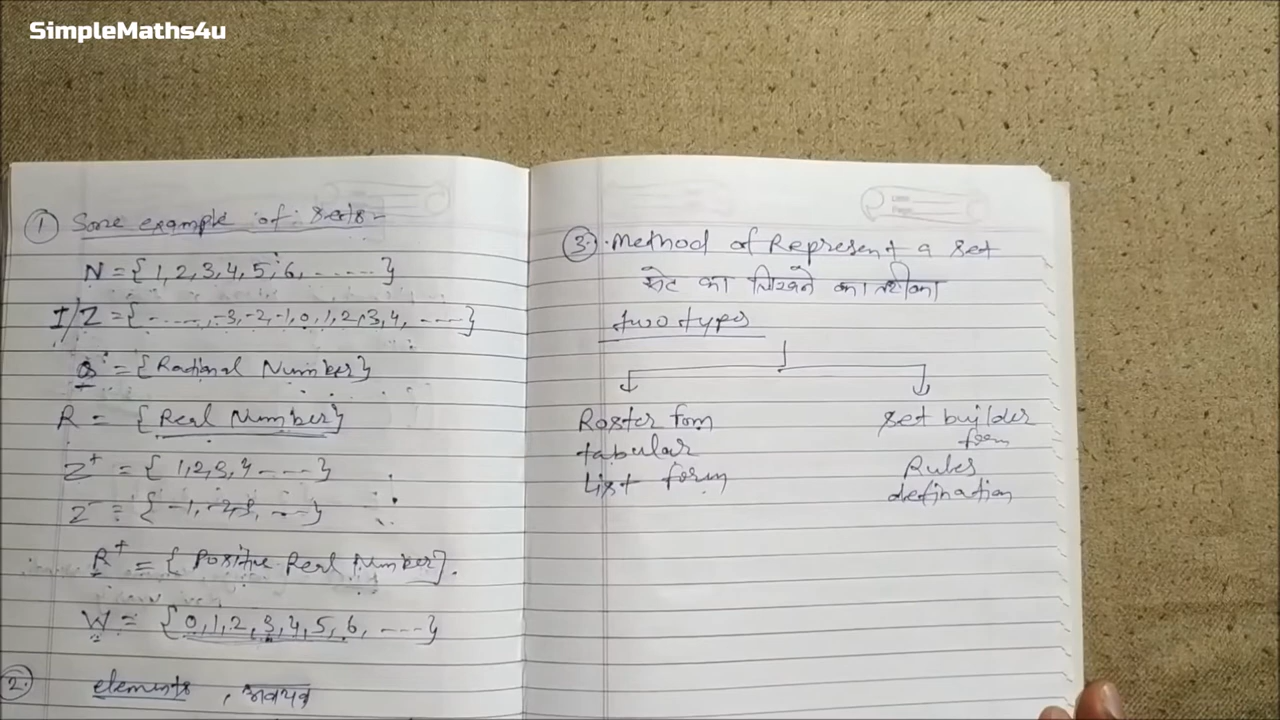 SimpleMaths4u
① Some example of sets-
N = { 1, 2, 3, 4, 5, 6, ...... }
I/Z = { ......, -3, -2, -1, 0, 1, 2, 3, 4, ...... }
Q = { Rational Number }
R = { Real Number }
Z⁺ = { 1, 2, 3, 4 ...... }
Z⁻ = { -1, -2, -3, ..... }
R⁺ = { Positive Real Number }.
W = { 0, 1, 2, 3, 4, 5, 6, ..... }
②. elements, अवयव
③. Method of Represent a set
सेट का लिखने का तरीका
two types
Roster form
tabular
List form
set builder
form
Rules
defination